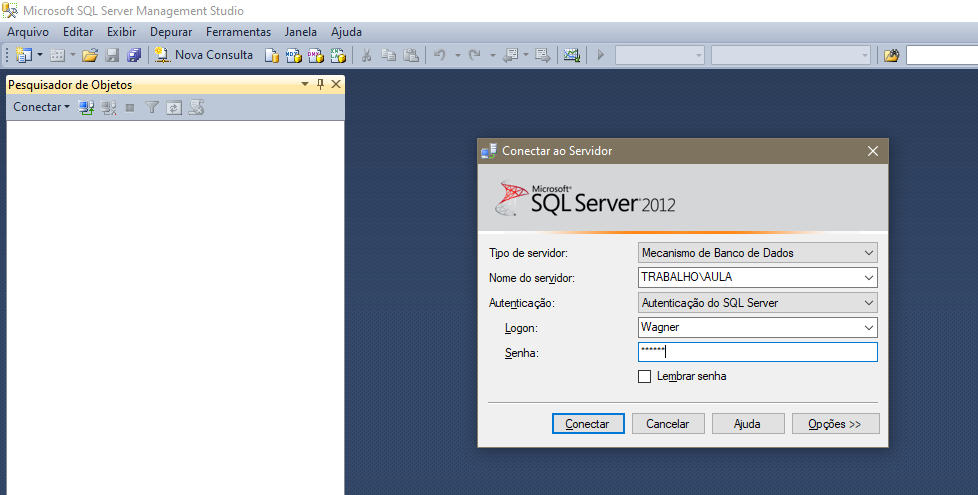 Microsoft SQL Server Management Studio
Arquivo Editar Exibir Depurar Ferramentas Janela Ajuda
Nova Consulta
Pesquisador de Objetos
Conectar
Conectar ao Servidor
Microsoft®
SQL Server 2012
Tipo de servidor: Mecanismo de Banco de Dados
Nome do servidor: TRABALHO\AULA
Autenticação: Autenticação do SQL Server
Logon: Wagner
Senha: ******
Lembrar senha
Conectar Cancelar Ajuda Opções >>